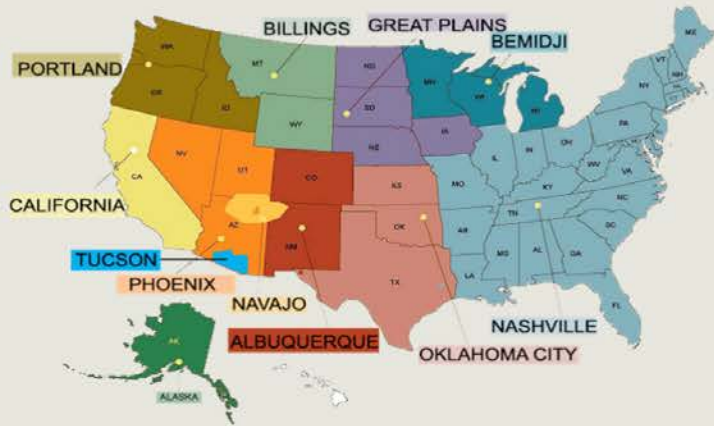 GREAT PLAINS
BILLINGS
BEMIDJI
PORTLAND
WA
OR
ID
MT
WY
ND
SD
NE
MN
WI
MI
IA
ME
VT
NH
NY
PA
CALIFORNIA
CA
NV
UT
AZ
CO
NM
KS
OK
TX
MO
AR
LA
IL
IN
OH
KY
TN
WV
VA
NC
SC
MS
AL
GA
FL
TUCSON
PHOENIX
NAVAJO
ALBUQUERQUE
OKLAHOMA CITY
NASHVILLE
AK
ALASKA